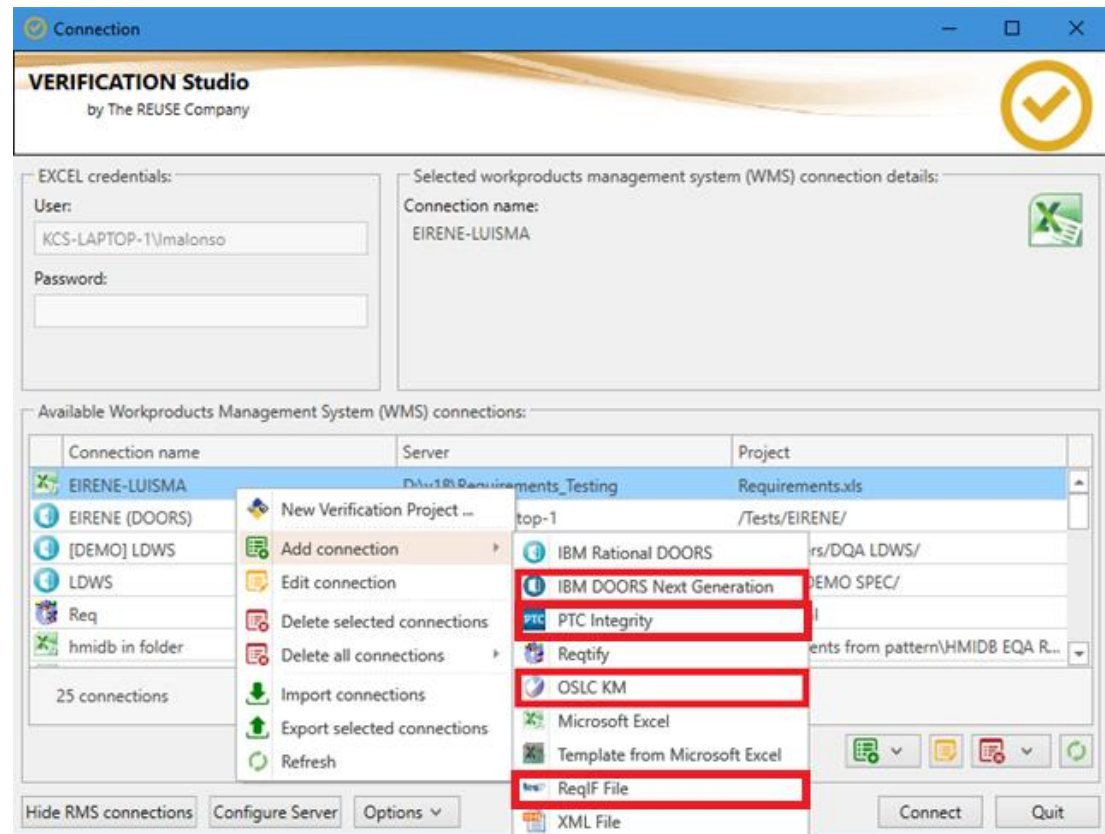 Connection
VERIFICATION Studio
by The REUSE Company
EXCEL credentials:
User:
KCS-LAPTOP-1\lmalonso
Password:
Selected workproducts management system (WMS) connection details:
Connection name:
EIRENE-LUISMA
Available Workproducts Management System (WMS) connections:
Connection name Server Project
EIRENE-LUISMA D:\v18\Requirements_Testing Requirements.xls
EIRENE (DOORS) top-1 /Tests/EIRENE/
[DEMO] LDWS rs/DQA LDWS/
LDWS DEMO SPEC/
Req
hmidb in folder ents from pattern\HMIDB EQA R...
25 connections
New Verification Project ...
Add connection
Edit connection
Delete selected connections
Delete all connections
Import connections
Export selected connections
Refresh
IBM Rational DOORS
IBM DOORS Next Generation
PTC PTC Integrity
Reqtify
OSLC KM
Microsoft Excel
Template from Microsoft Excel
ReqIF File
XML File
Hide RMS connections Configure Server Options Connect Quit